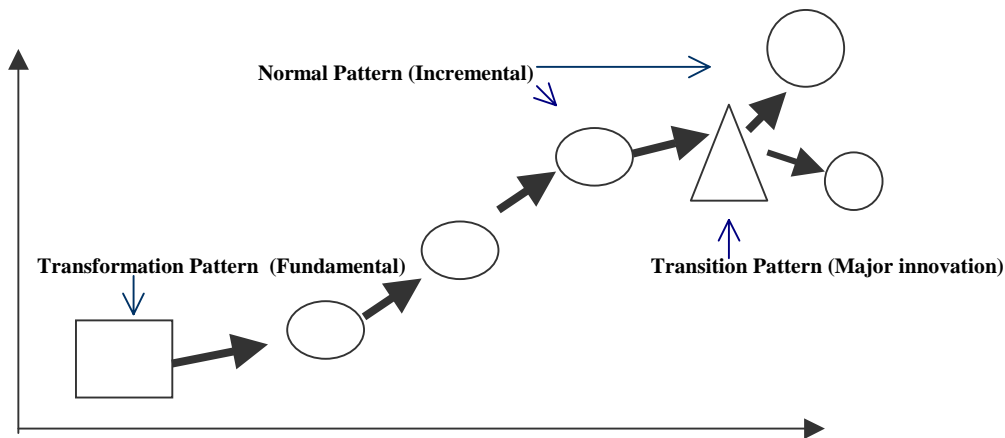 Normal Pattern (Incremental)
Transformation Pattern  (Fundamental)
Transition Pattern (Major innovation)